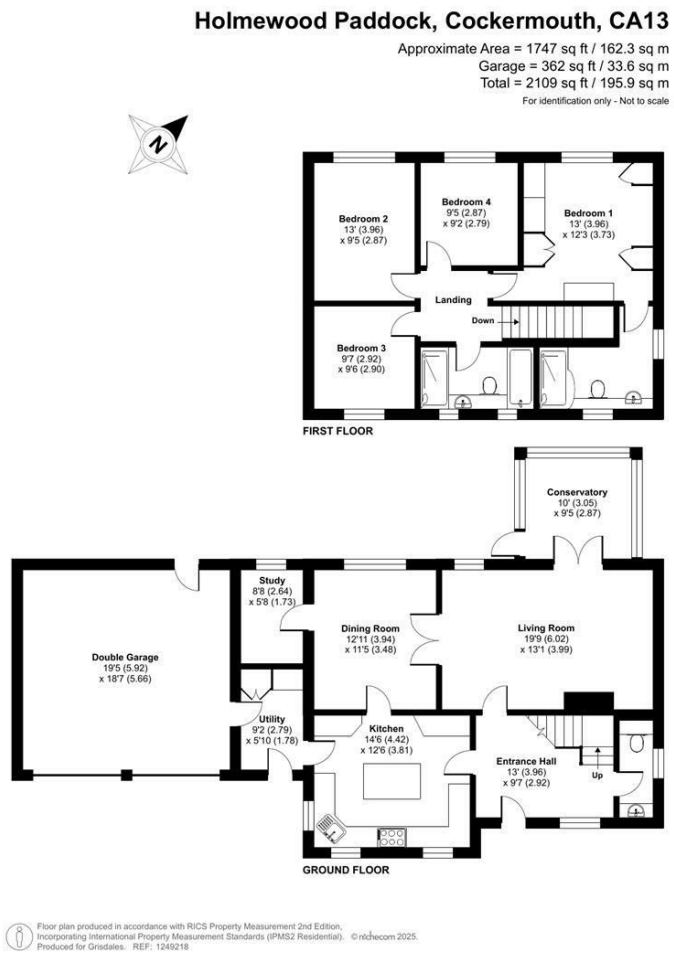 Holmewood Paddock, Cockermouth, CA13
Approximate Area = 1747 sq ft / 162.3 sq m
Garage = 362 sq ft / 33.6 sq m
Total = 2109 sq ft / 195.9 sq m
For identification only - Not to scale
N
Bedroom 2
13' (3.96)
x 9'5 (2.87)
Bedroom 4
9'5 (2.87)
x 9'2 (2.79)
Bedroom 1
13' (3.96)
x 12'3 (3.73)
Landing
Down
Bedroom 3
9'7 (2.92)
x 9'6 (2.90)
FIRST FLOOR
Conservatory
10' (3.05)
x 9'5 (2.87)
Study
8'8 (2.64)
x 5'8 (1.73)
Dining Room
12'11 (3.94)
x 11'5 (3.48)
Living Room
19'9 (6.02)
x 13'1 (3.99)
Double Garage
19'5 (5.92)
x 18'7 (5.66)
Utility
9'2 (2.79)
x 5'10 (1.78)
Kitchen
14'6 (4.42)
x 12'6 (3.81)
Entrance Hall
13' (3.96)
x 9'7 (2.92)
Up
GROUND FLOOR
Floor plan produced in accordance with RICS Property Measurement 2nd Edition,
Incorporating International Property Measurement Standards (IPMS2 Residential). © nichecom 2025.
Produced for Grisdales. REF: 1249218